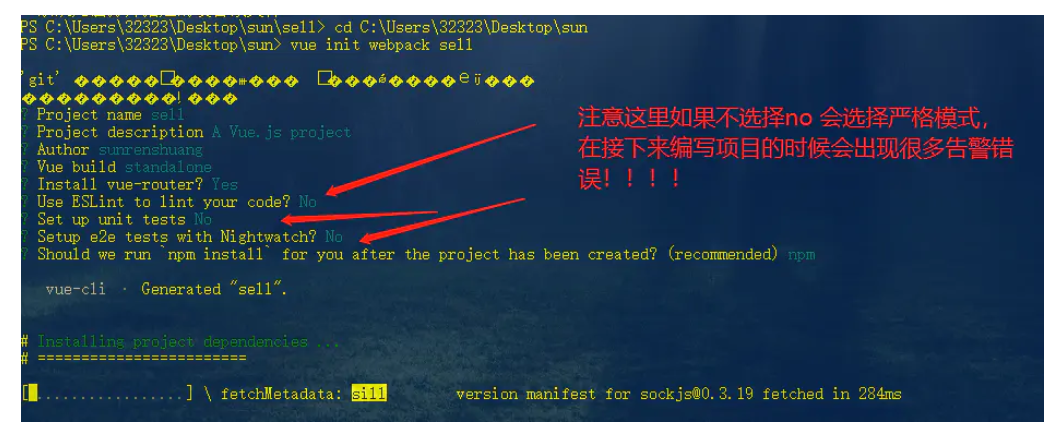 PS C:\Users\32323\Desktop\sun\sell> cd C:\Users\32323\Desktop\sun
PS C:\Users\32323\Desktop\sun> vue init webpack sell
'git'
? Project name sell
? Project description A Vue.js project
? Author sunrenshuang
? Vue build standalone
? Install vue-router? Yes
? Use ESLint to lint your code? No
? Set up unit tests No
? Setup e2e tests with Nightwatch? No
? Should we run `npm install` for you after the project has been created? (recommended) npm
注意这里如果不选择no 会选择严格模式,
在接下来编写项目的时候会出现很多告警错
误!！！！
vue-cli · Generated "sell".
# Installing project dependencies ...
# ========================
[ ................] \ fetchMetadata: sill version manifest for sockjs@0.3.19 fetched in 284ms